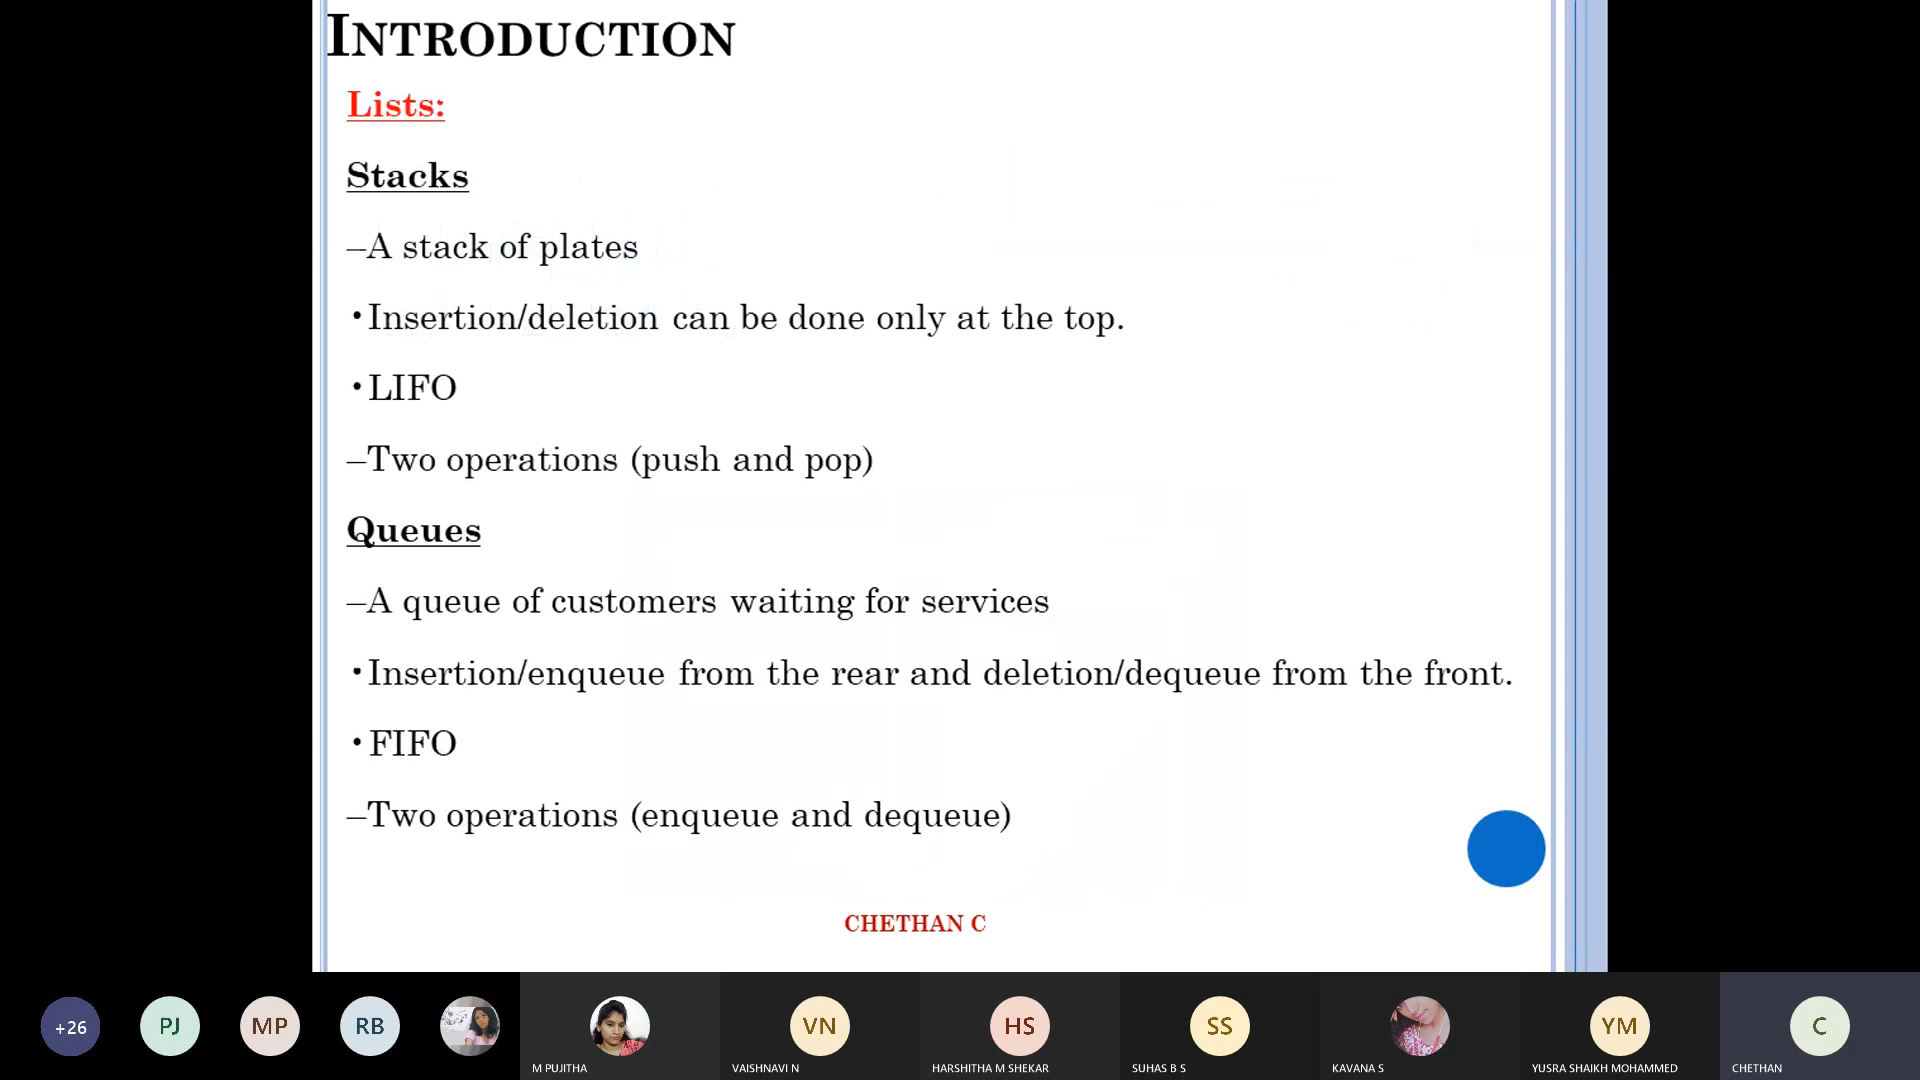 INTRODUCTION
Lists:
Stacks
–A stack of plates
•Insertion/deletion can be done only at the top.
•LIFO
–Two operations (push and pop)
Queues
–A queue of customers waiting for services
•Insertion/enqueue from the rear and deletion/dequeue from the front.
•FIFO
–Two operations (enqueue and dequeue)
CHETHAN C
+26
PJ
MP
RB
M PUJITHA
VN
VAISHNAVI N
HS
HARSHITHA M SHEKAR
SS
SUHAS B S
KAVANA S
YM
YUSRA SHAIKH MOHAMMED
C
CHETHAN